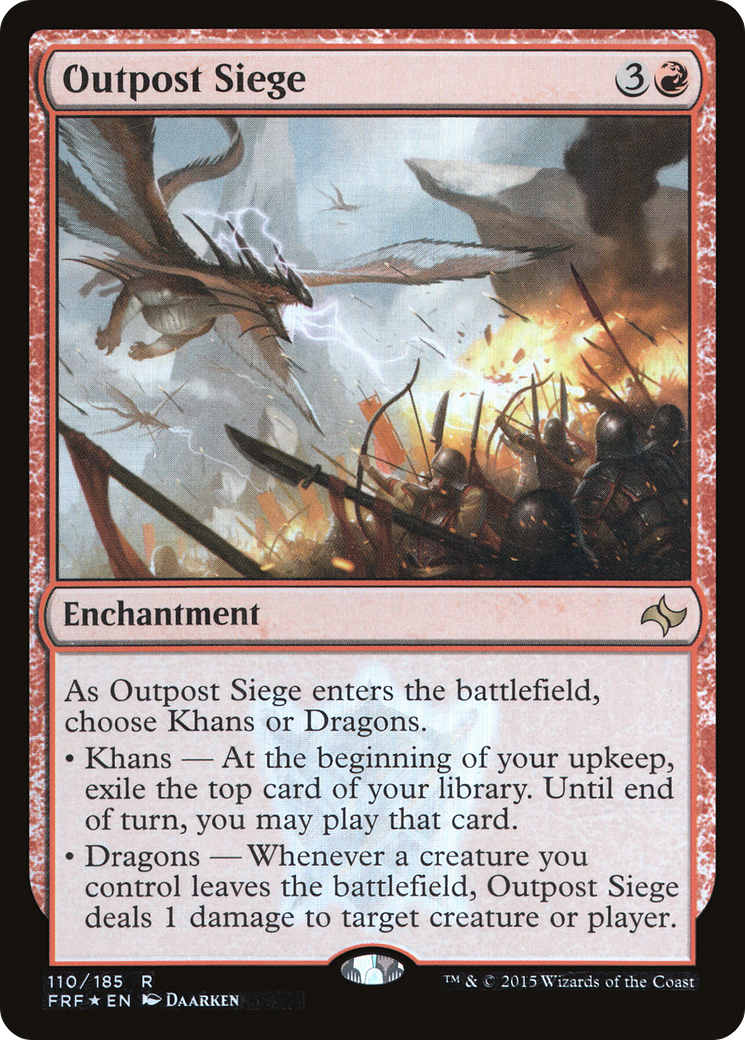 Outpost Siege 3
Enchantment
As Outpost Siege enters the battlefield,
choose Khans or Dragons.
• Khans — At the beginning of your upkeep,
exile the top card of your library. Until end
of turn, you may play that card.
• Dragons — Whenever a creature you
control leaves the battlefield, Outpost Siege
deals 1 damage to target creature or player.
110/185 R
FRF★EN DAARKEN
™ & © 2015 Wizards of the Coast